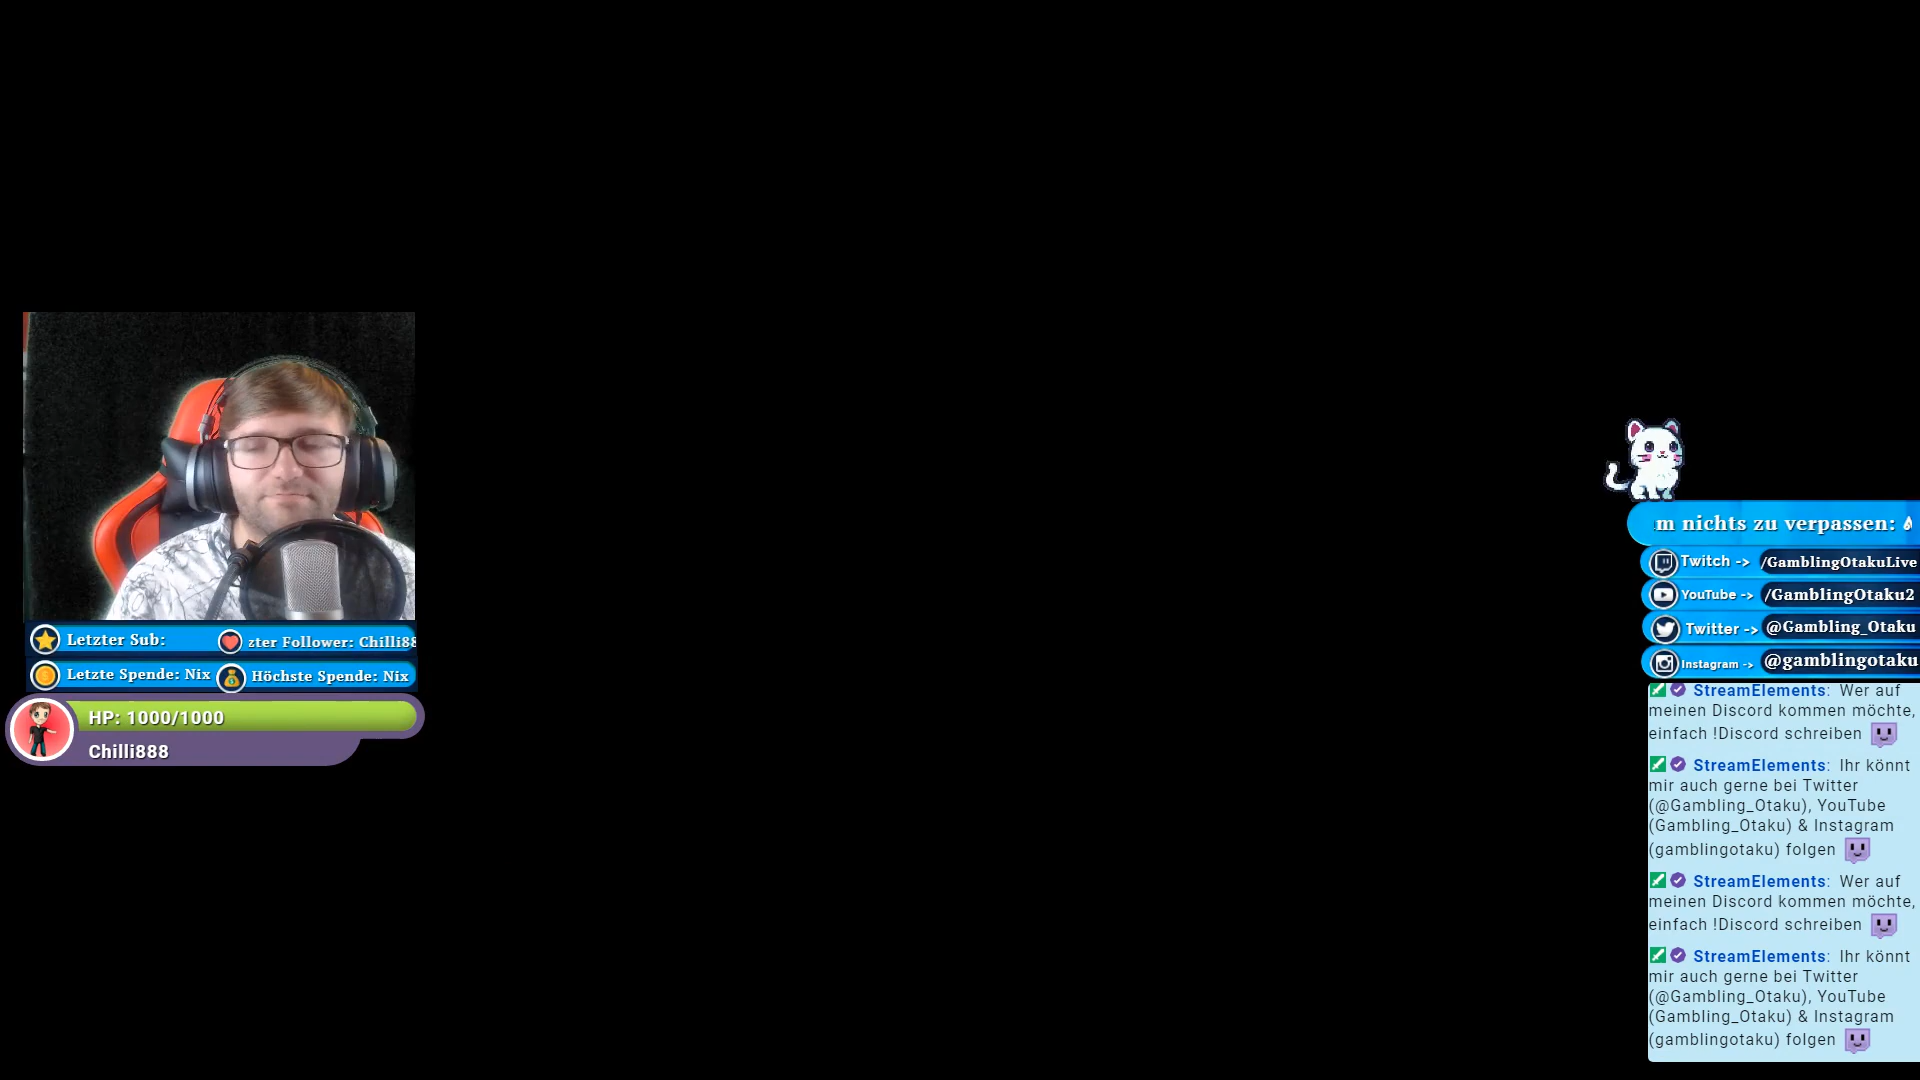 Letzter Sub:
zter Follower: Chilli88
Letzte Spende: Nix
Höchste Spende: Nix
HP: 1000/1000
Chilli888
m nichts zu verpassen:
Twitch -> /GamblingOtakuLive
YouTube -> /GamblingOtaku2
Twitter -> @Gambling_Otaku
Instagram -> @gamblingotaku
StreamElements: Wer auf
meinen Discord kommen möchte,
einfach !Discord schreiben
StreamElements: Ihr könnt
mir auch gerne bei Twitter
(@Gambling_Otaku), YouTube
(Gambling_Otaku) & Instagram
(gamblingotaku) folgen
StreamElements: Wer auf
meinen Discord kommen möchte,
einfach !Discord schreiben
StreamElements: Ihr könnt
mir auch gerne bei Twitter
(@Gambling_Otaku), YouTube
(Gambling_Otaku) & Instagram
(gamblingotaku) folgen